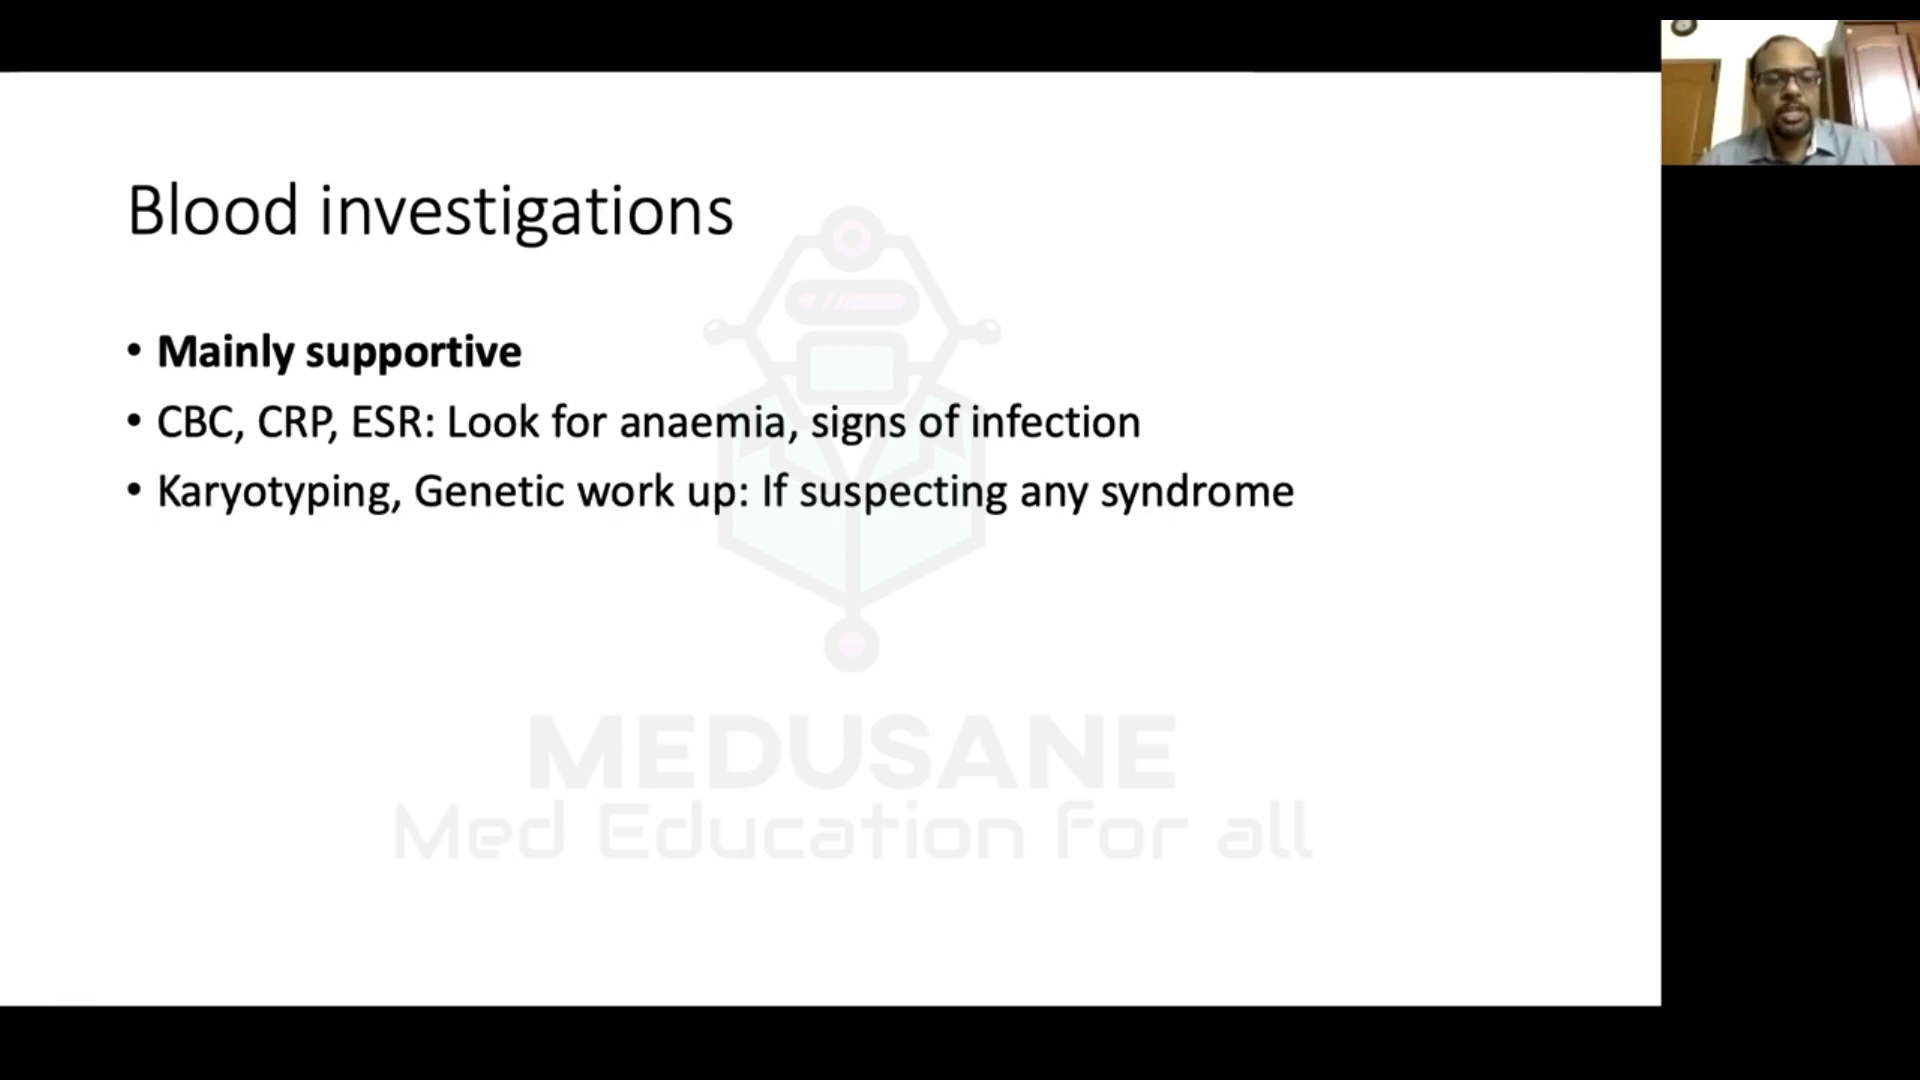 Blood investigations
• Mainly supportive
• CBC, CRP, ESR: Look for anaemia, signs of infection
• Karyotyping, Genetic work up: If suspecting any syndrome
MEDUSANE
Med Education for all